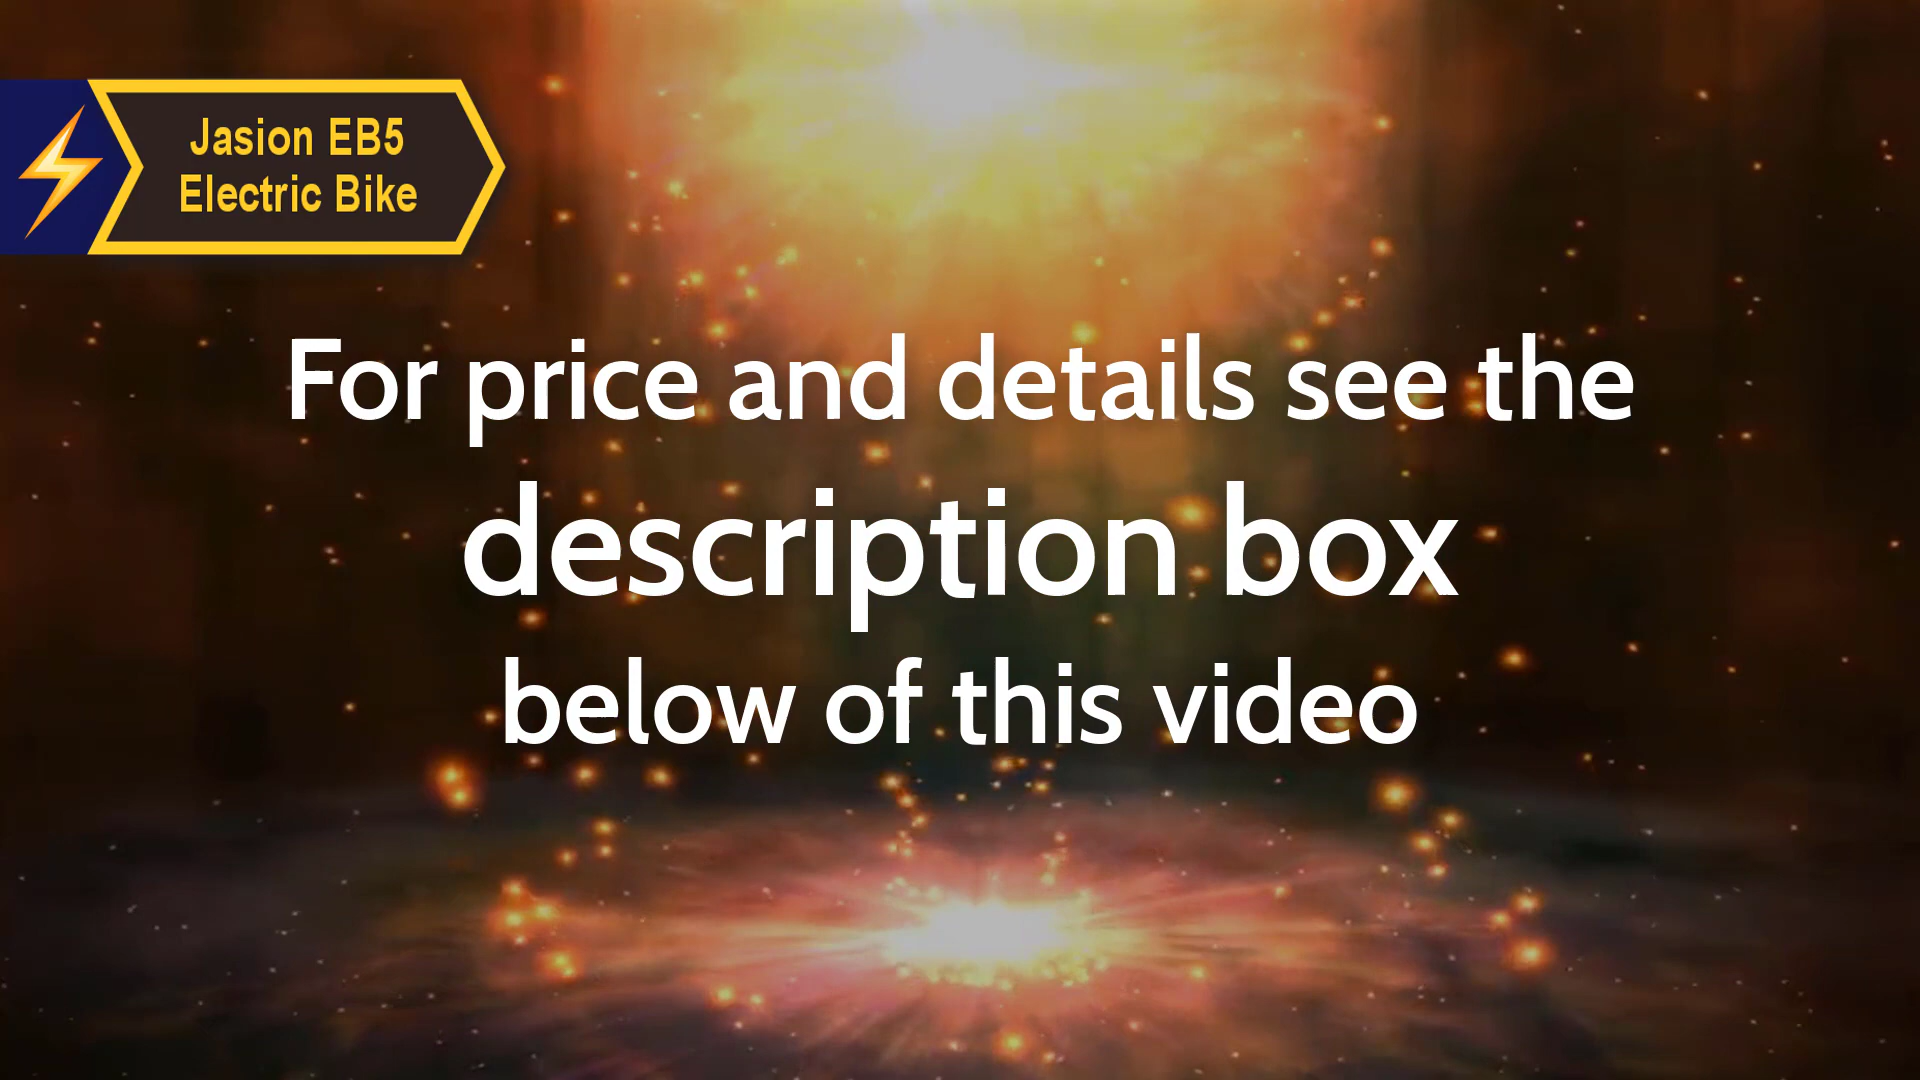 Jasion EB5
Electric Bike
For price and details see the
description box
below of this video